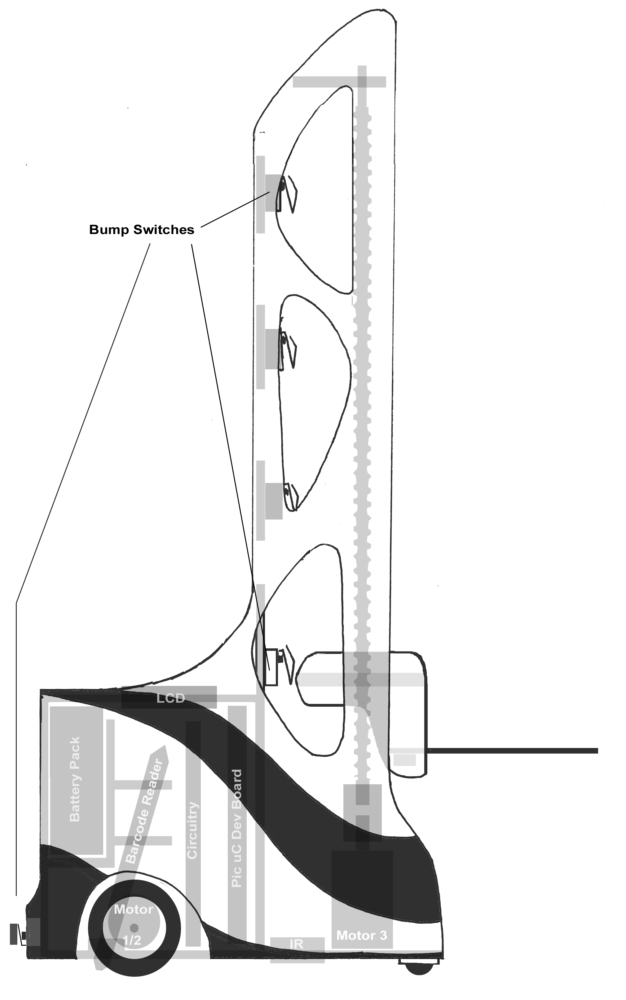 Bump Switches
LCD
Battery Pack
Barcode Reader
Circuitry
Pic uC Dev Board
Motor
1/2
IR
Motor 3